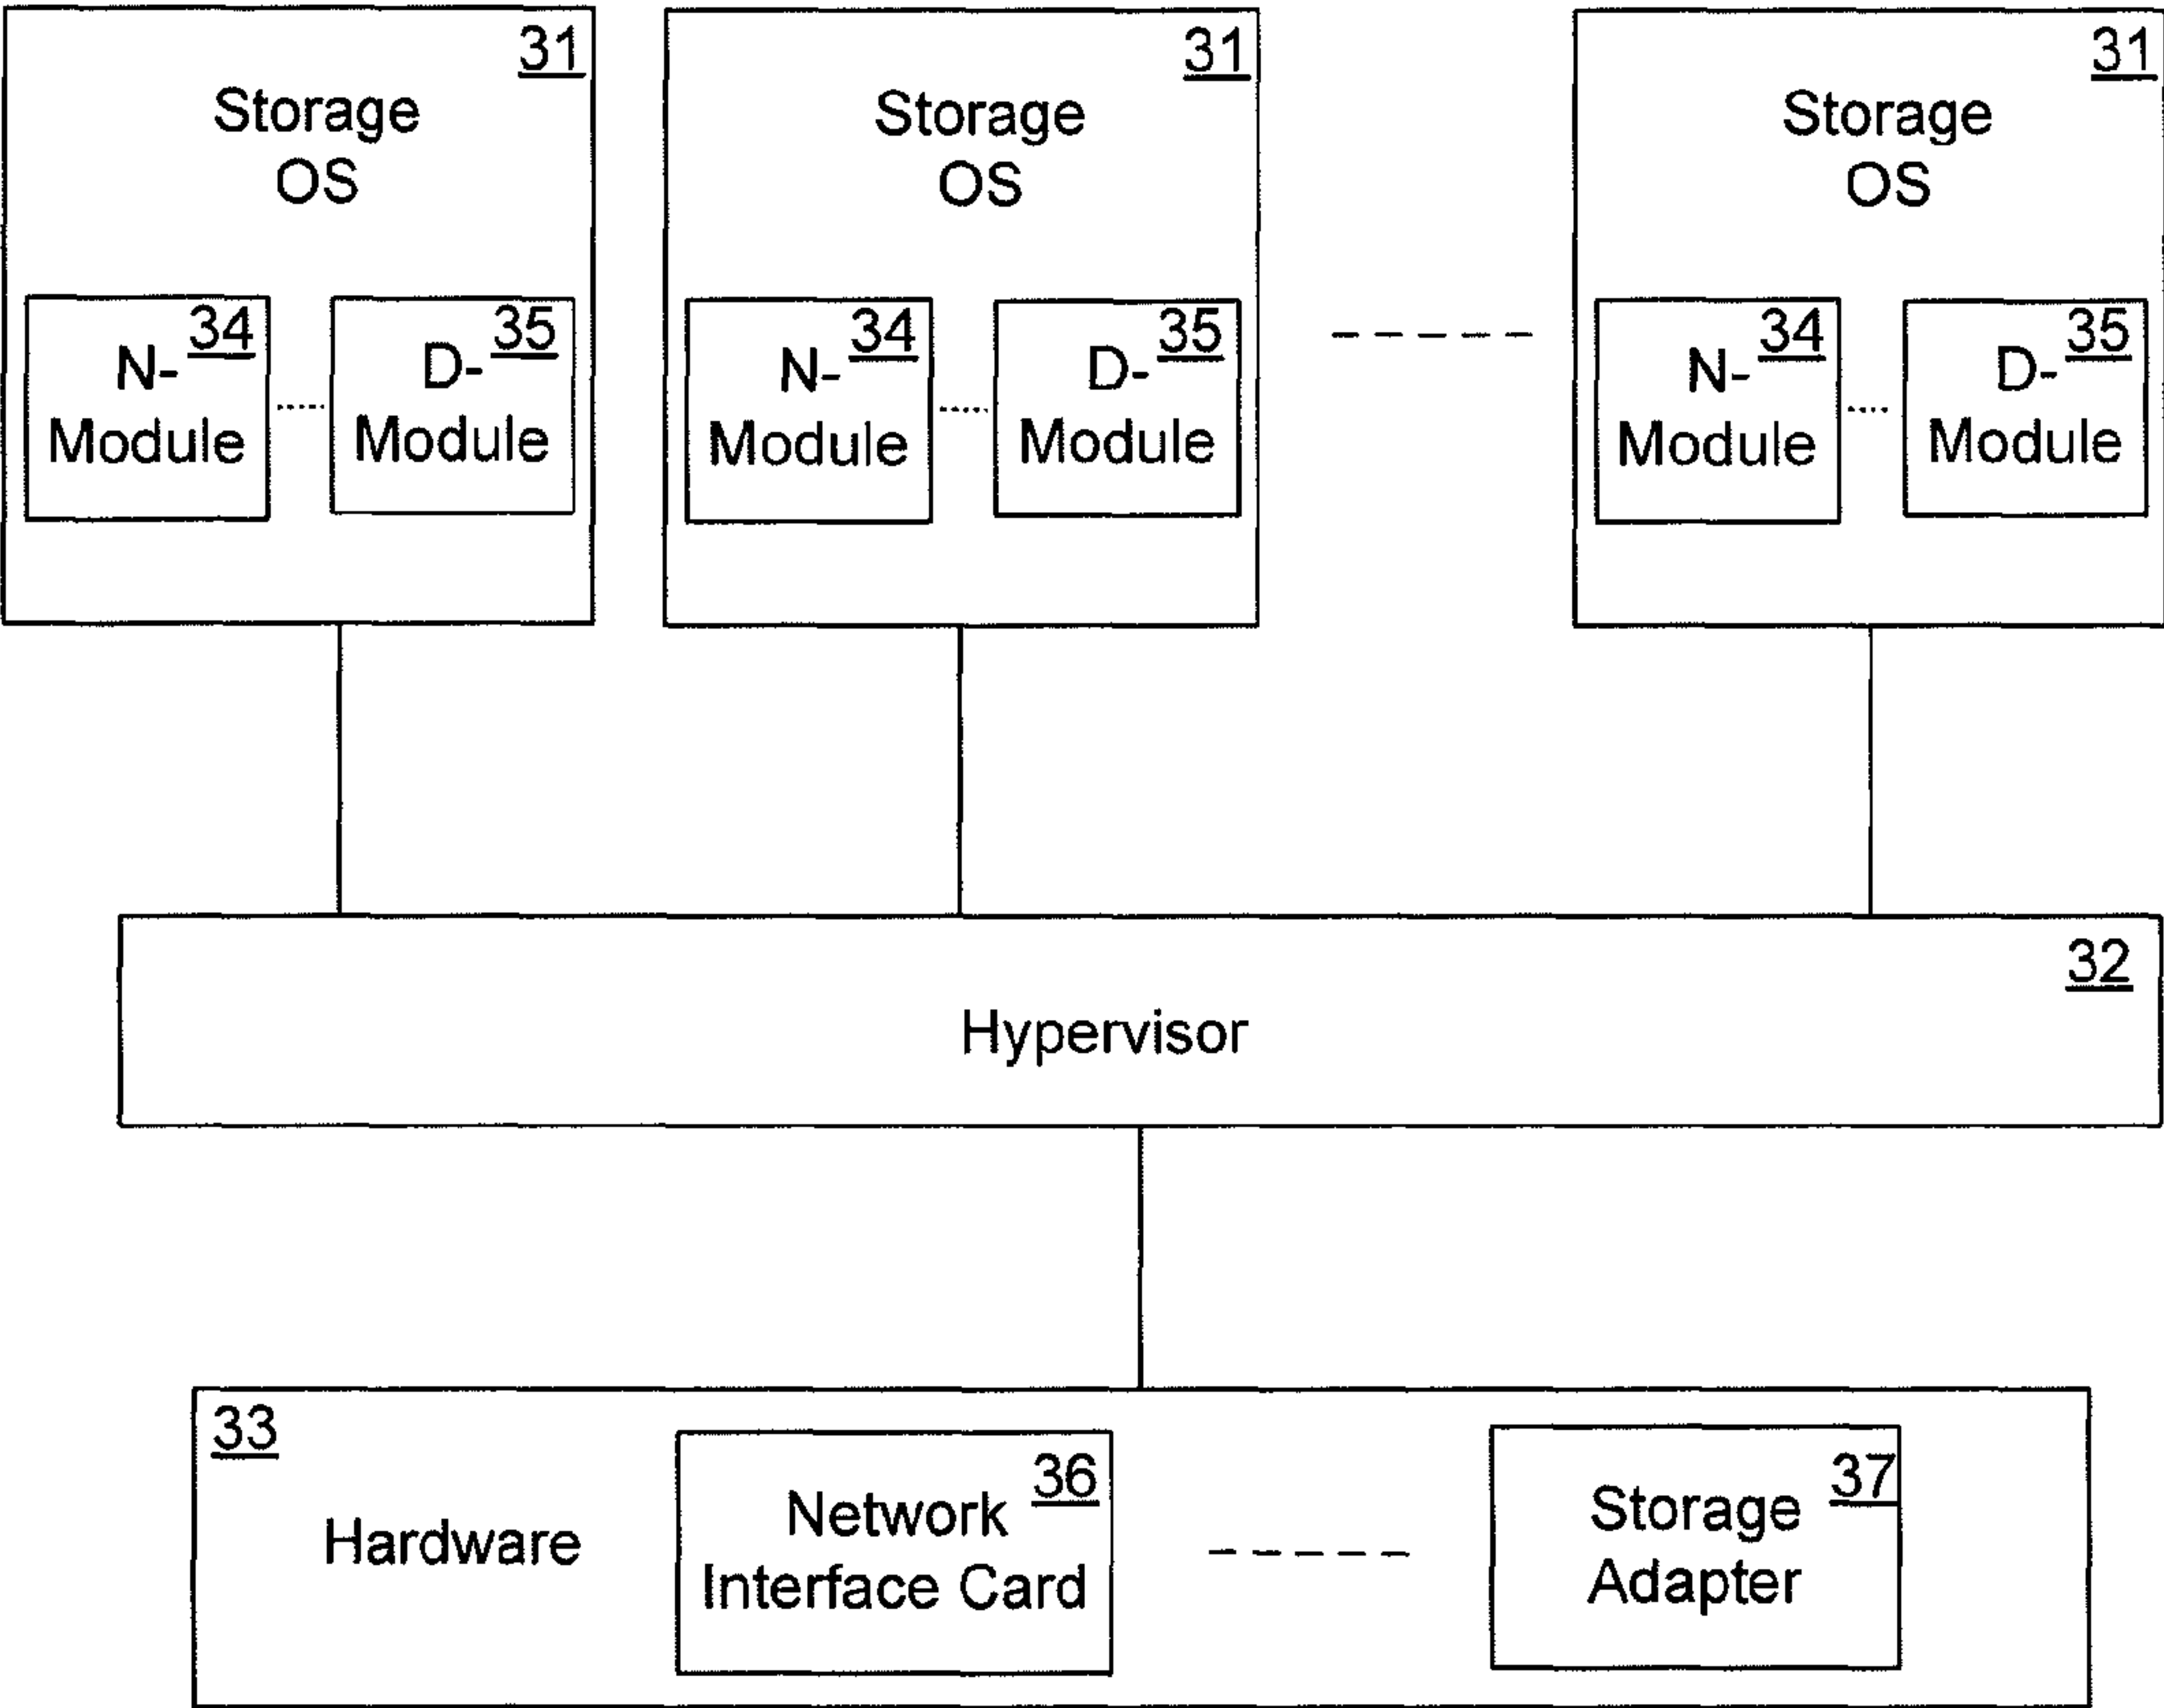 31
Storage
OS
34
N-
Module
35
D-
Module
31
Storage
OS
34
N-
Module
35
D-
Module
31
Storage
OS
34
N-
Module
35
D-
Module
32
Hypervisor
33
Hardware
36
Network
Interface Card
37
Storage
Adapter